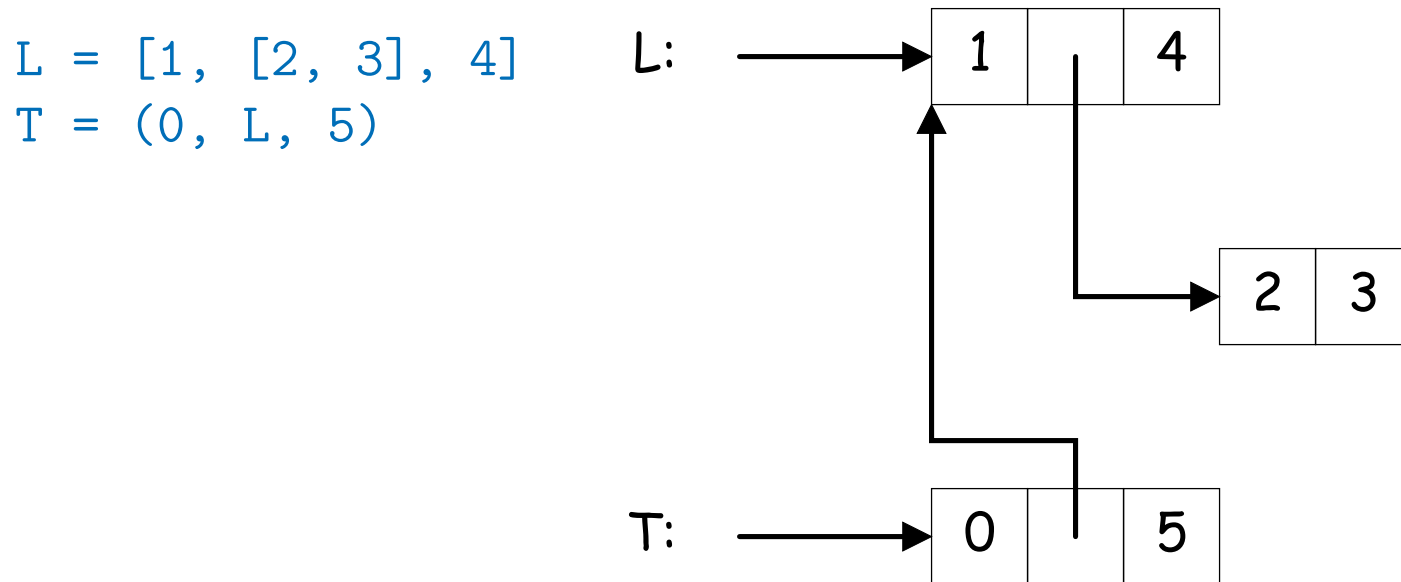 L = [1, [2, 3], 4]
T = (0, L, 5)
L: 1 4
2 3
T: 0 5